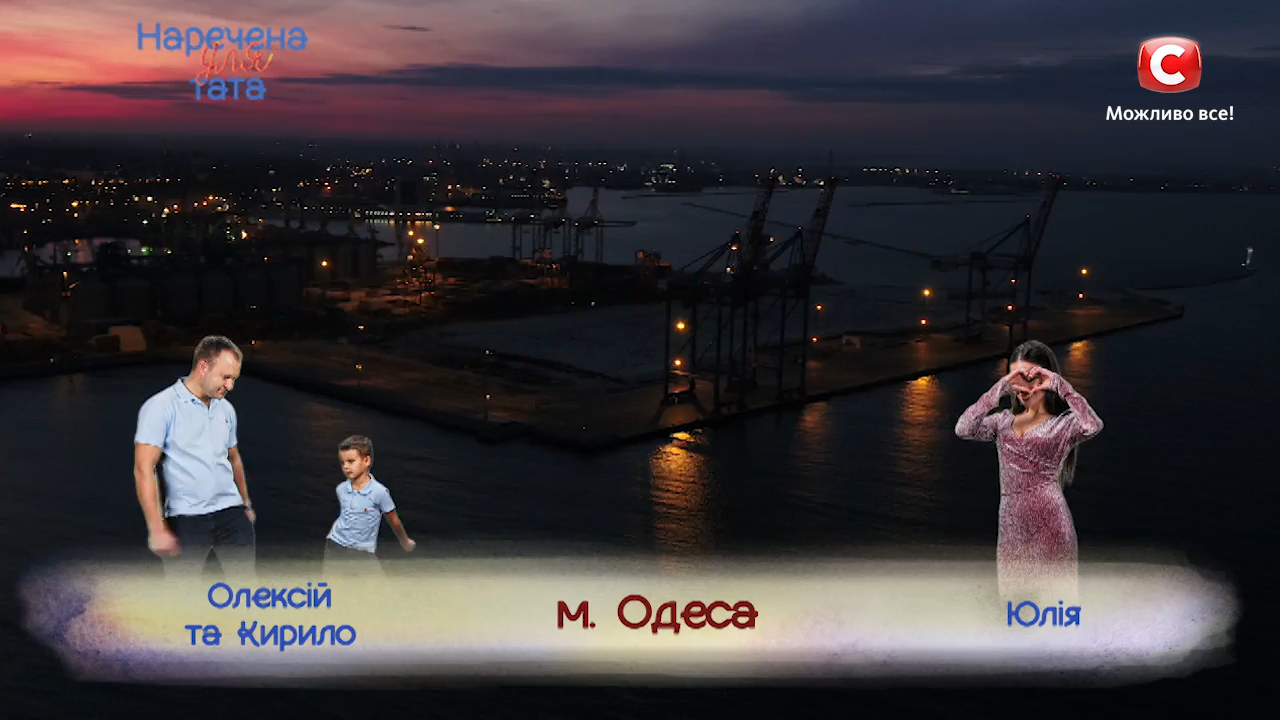 Наречена
для
тата
С
Можливо все!
Олексій
та Кирило
м. Одеса
Юлія